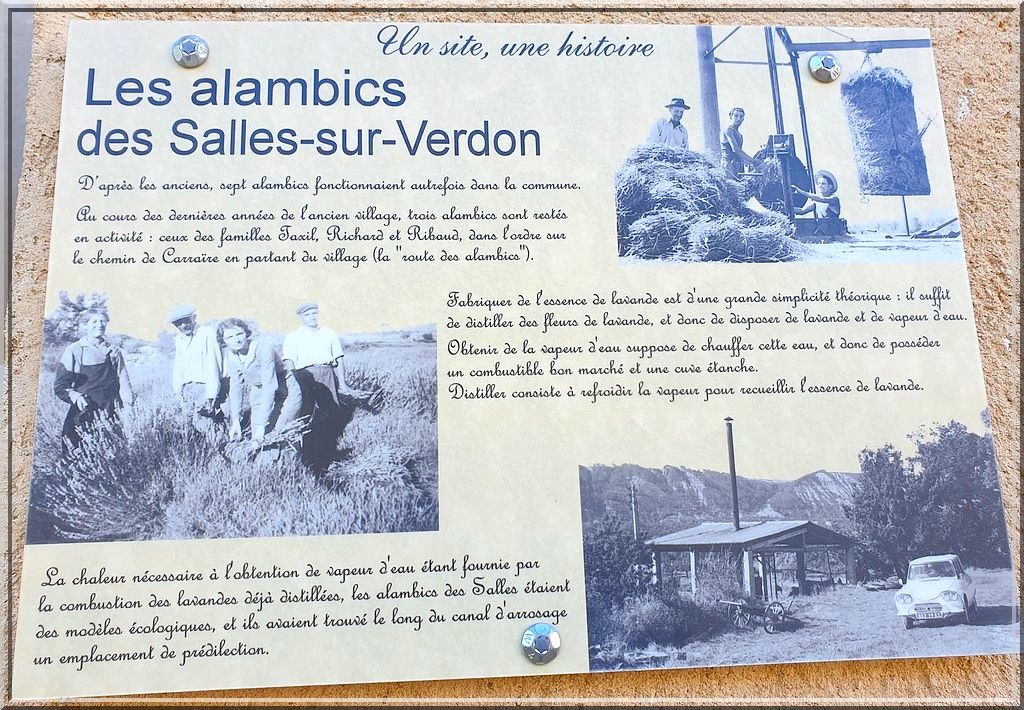 Un site, une histoire
Les alambics
des Salles-sur-Verdon
D'après les anciens, sept alambics fonctionnaient autrefois dans la commune.
Au cours des dernières années de l'ancien village, trois alambics sont restés
en activité : ceux des familles Taxil, Richard et Ribaud, dans l'ordre sur
le chemin de Carraïre en partant du village (la "route des alambics").
Fabriquer de l'essence de lavande est d'une grande simplicité théorique : il suffit
de distiller des fleurs de lavande, et donc de disposer de lavande et de vapeur d'eau.
Obtenir de la vapeur d'eau suppose de chauffer cette eau, et donc de posséder
un combustible bon marché et une cuve étanche.
Distiller consiste à refroidir la vapeur pour recueillir l'essence de lavande.
La chaleur nécessaire à l'obtention de vapeur d'eau étant fournie par
la combustion des lavandes déjà distillées, les alambics des Salles étaient
des modèles écologiques, et ils avaient trouvé le long du canal d'arrosage
un emplacement de prédilection.